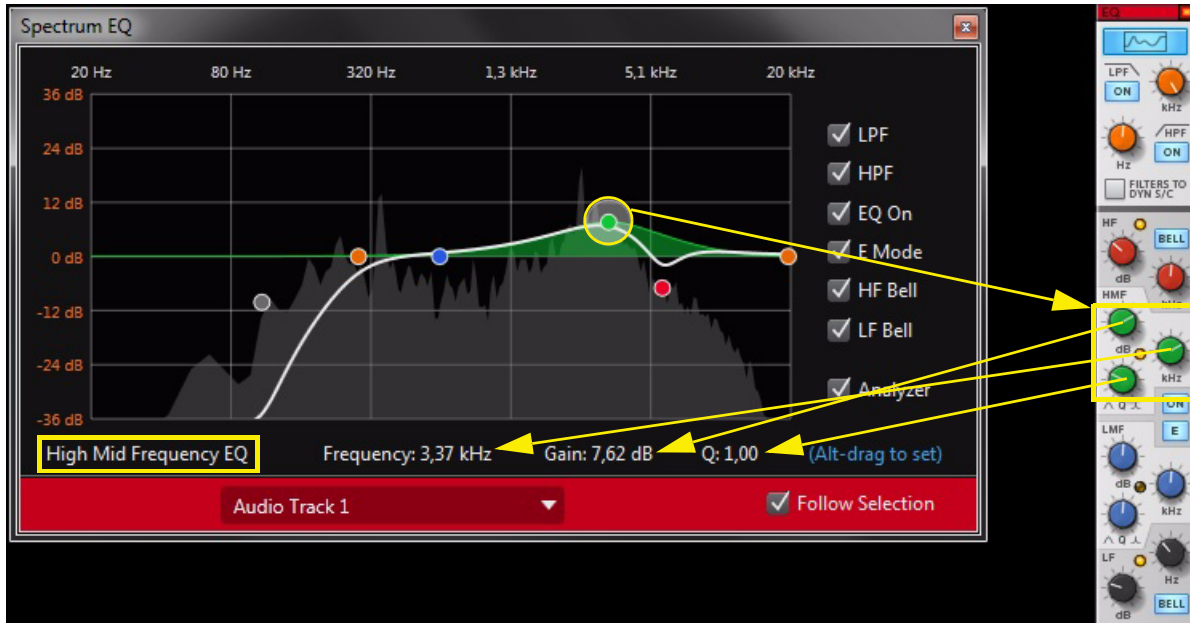 Spectrum EQ
20 Hz 80 Hz 320 Hz 1,3 kHz 5,1 kHz 20 kHz
36 dB
24 dB
12 dB
0 dB
-12 dB
-24 dB
-36 dB
LPF
HPF
EQ On
E Mode
HF Bell
LF Bell
Analyzer
High Mid Frequency EQ Frequency: 3,37 kHz Gain: 7,62 dB Q: 1,00 (Alt-drag to set)
Audio Track 1 Follow Selection
EQ
LPF
ON
kHz
HPF
ON
Hz
FILTERS TO
DYN S/C
HF
BELL
dB
HMF
kHz
dB
kHz
Q
ON
LMF
E
dB
kHz
Q
LF
Hz
BELL
dB